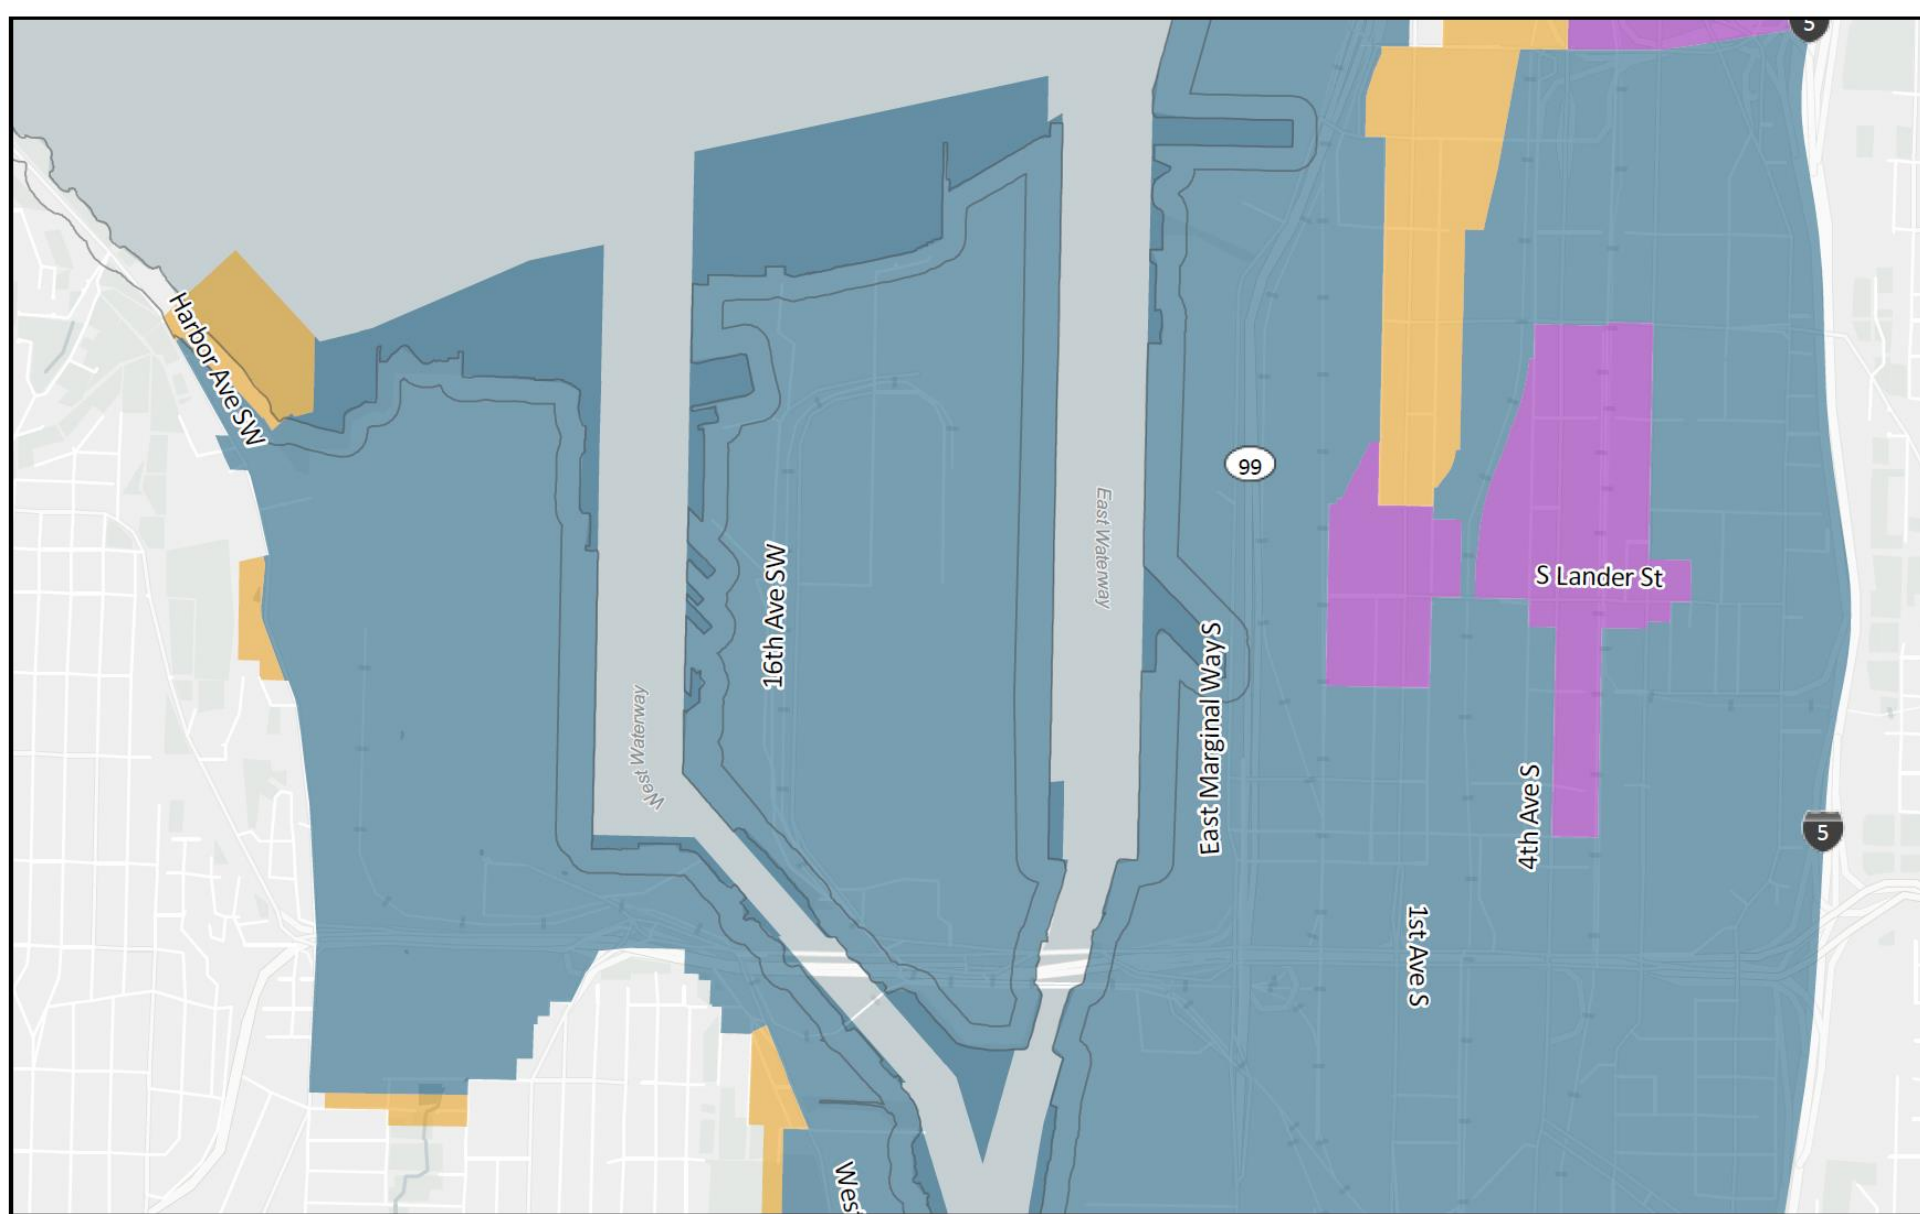 5
Harbor Ave SW
99
East Waterway
S Lander St
16th Ave SW
East Marginal Way S
West Waterway
4th Ave S
5
1st Ave S
West